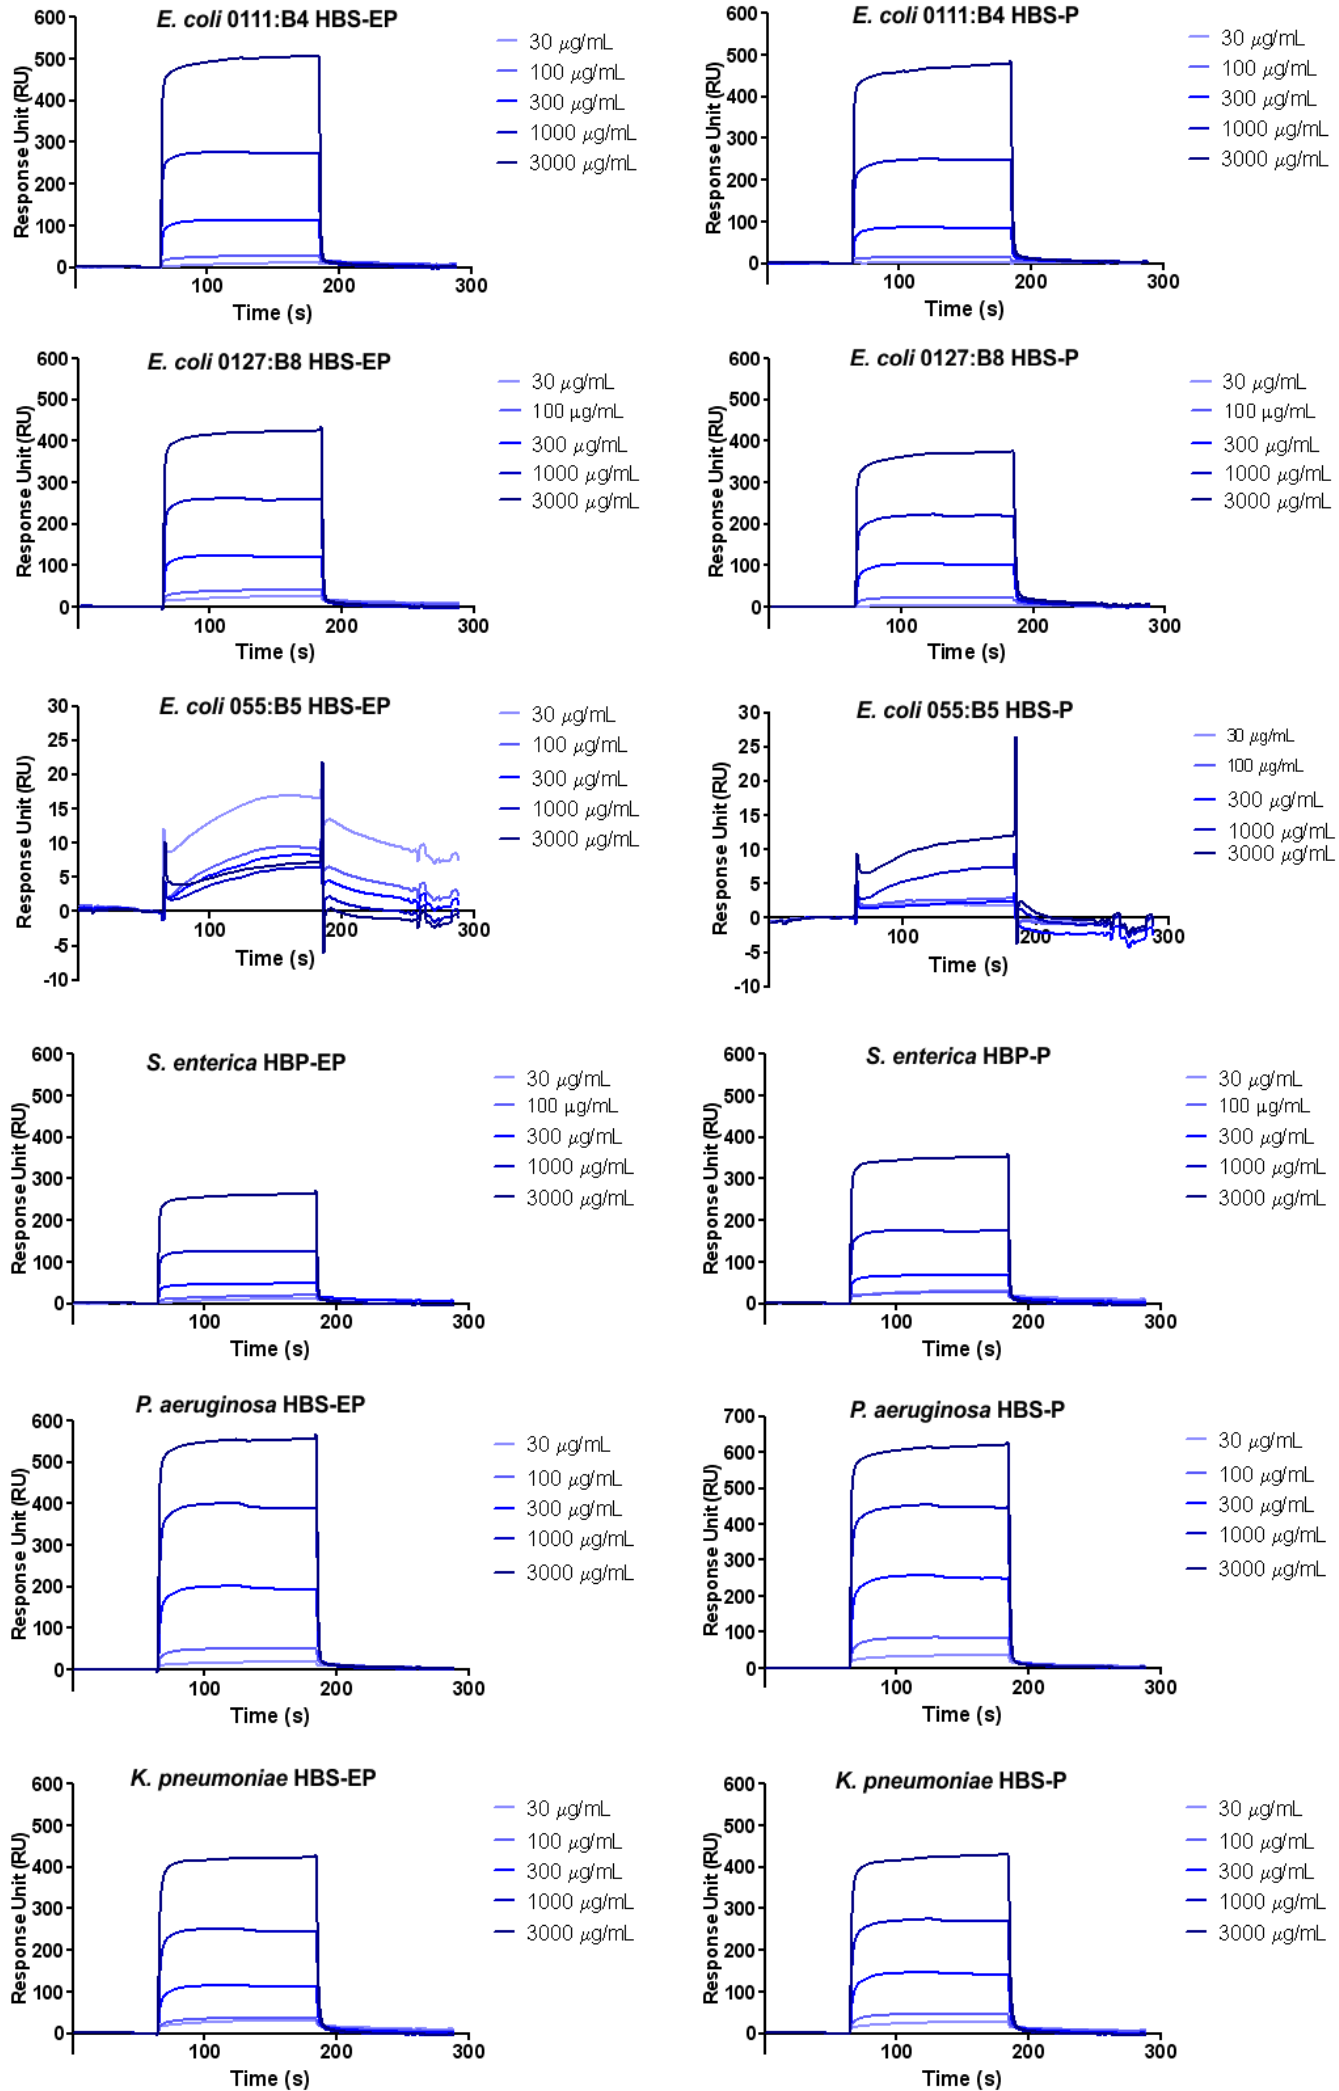 E. coli 0111:B4 HBS-EP
Response Unit (RU)
600
500
400
300
200
100
0
100
200
300
Time (s)
30 μg/mL
100 μg/mL
300 μg/mL
1000 μg/mL
3000 μg/mL
E. coli 0111:B4 HBS-P
Response Unit (RU)
600
500
400
300
200
100
0
100
200
300
Time (s)
30 μg/mL
100 μg/mL
300 μg/mL
1000 μg/mL
3000 μg/mL
E. coli 0127:B8 HBS-EP
Response Unit (RU)
600
500
400
300
200
100
0
100
200
300
Time (s)
30 μg/mL
100 μg/mL
300 μg/mL
1000 μg/mL
3000 μg/mL
E. coli 0127:B8 HBS-P
Response Unit (RU)
600
500
400
300
200
100
0
100
200
300
Time (s)
30 μg/mL
100 μg/mL
300 μg/mL
1000 μg/mL
3000 μg/mL
E. coli 055:B5 HBS-EP
Response Unit (RU)
30
25
20
15
10
5
0
-5
-10
100
200
300
Time (s)
30 μg/mL
100 μg/mL
300 μg/mL
1000 μg/mL
3000 μg/mL
E. coli 055:B5 HBS-P
Response Unit (RU)
30
25
20
15
10
5
0
-5
-10
100
200
300
Time (s)
30 μg/mL
100 μg/mL
300 μg/mL
1000 μg/mL
3000 μg/mL
S. enterica HBP-EP
Response Unit (RU)
600
500
400
300
200
100
0
100
200
300
Time (s)
30 μg/mL
100 μg/mL
300 μg/mL
1000 μg/mL
3000 μg/mL
S. enterica HBP-P
Response Unit (RU)
600
500
400
300
200
100
0
100
200
300
Time (s)
30 μg/mL
100 μg/mL
300 μg/mL
1000 μg/mL
3000 μg/mL
P. aeruginosa HBS-EP
Response Unit (RU)
600
500
400
300
200
100
0
100
200
300
Time (s)
30 μg/mL
100 μg/mL
300 μg/mL
1000 μg/mL
3000 μg/mL
P. aeruginosa HBS-P
Response Unit (RU)
700
600
500
400
300
200
100
0
100
200
300
Time (s)
30 μg/mL
100 μg/mL
300 μg/mL
1000 μg/mL
3000 μg/mL
K. pneumoniae HBS-EP
Response Unit (RU)
600
500
400
300
200
100
0
100
200
300
Time (s)
30 μg/mL
100 μg/mL
300 μg/mL
1000 μg/mL
3000 μg/mL
K. pneumoniae HBS-P
Response Unit (RU)
600
500
400
300
200
100
0
100
200
300
Time (s)
30 μg/mL
100 μg/mL
300 μg/mL
1000 μg/mL
3000 μg/mL